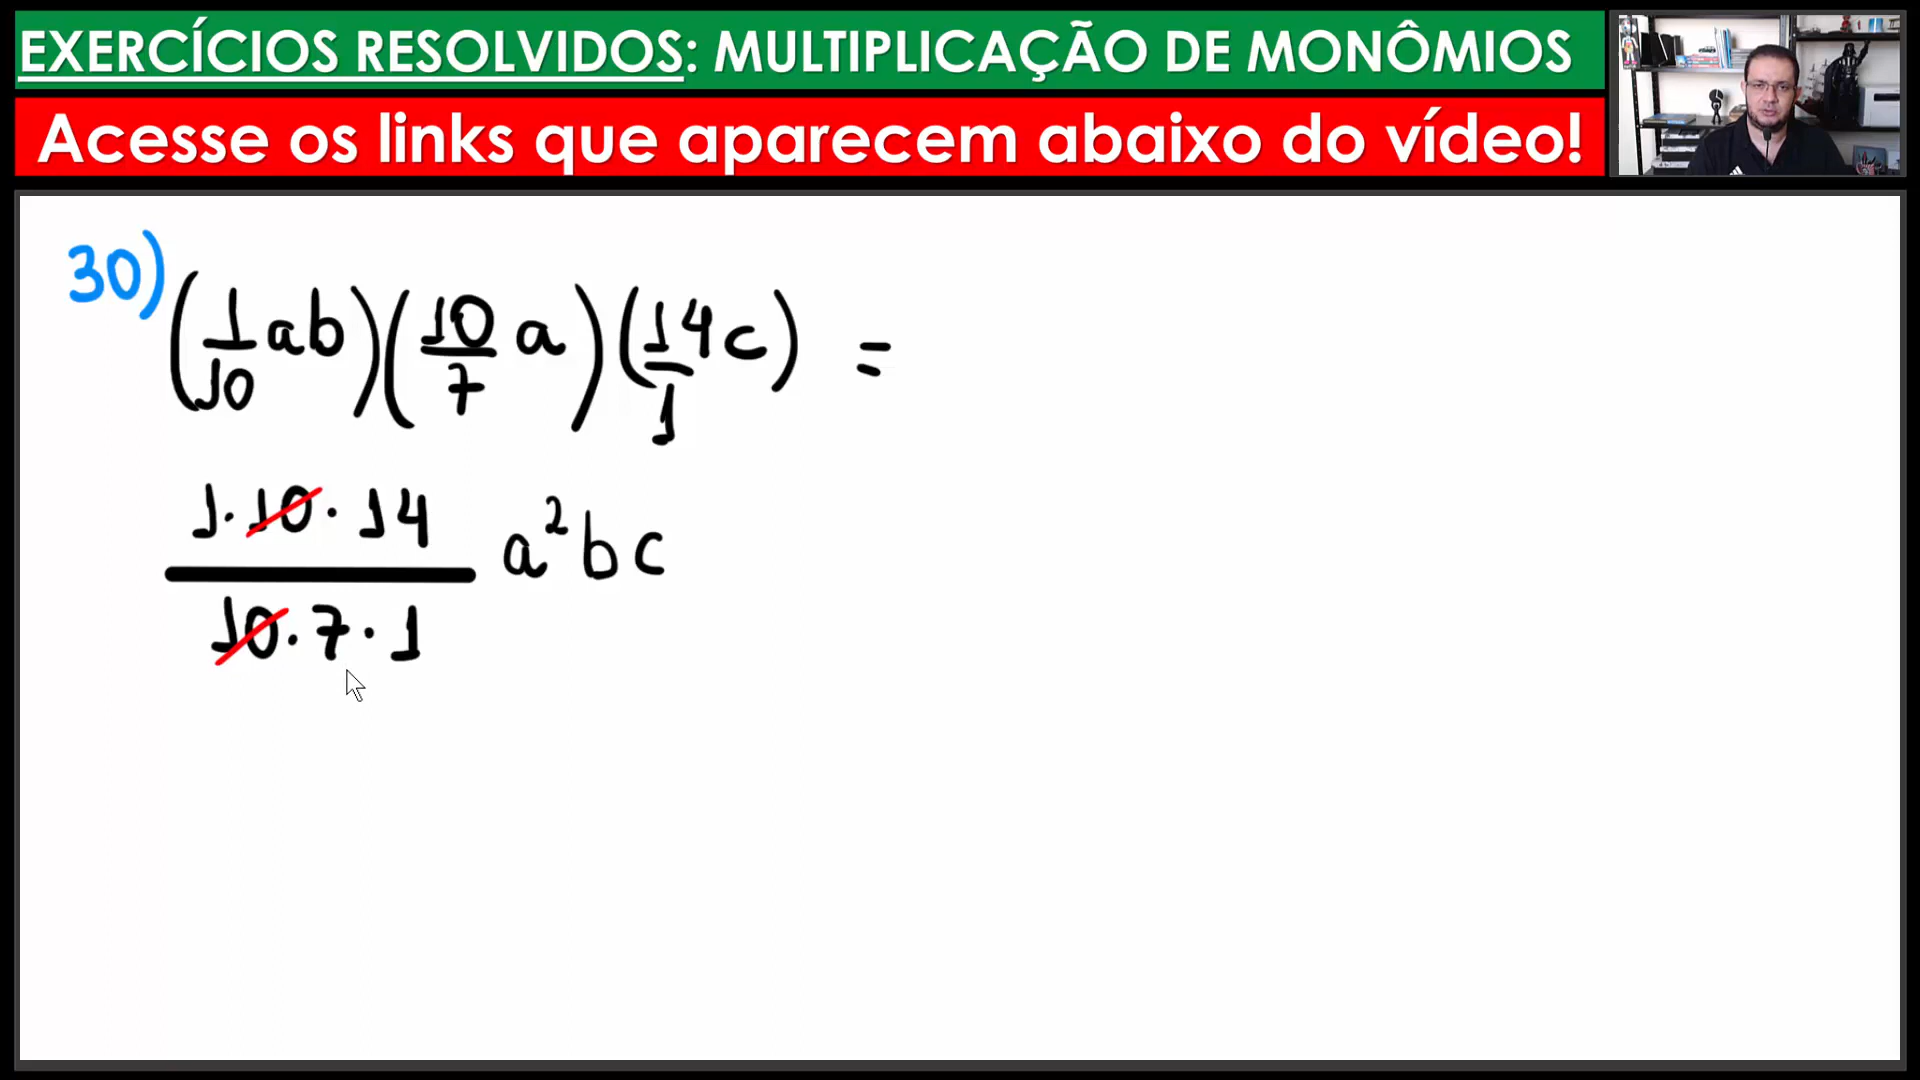 EXERCÍCIOS RESOLVIDOS: MULTIPLICAÇÃO DE MONÔMIOS
Acesse os links que aparecem abaixo do vídeo!
30) (1/10 ab)(10/7 a)(14c/1) =
1·10·14 / 10·7·1 a²bc